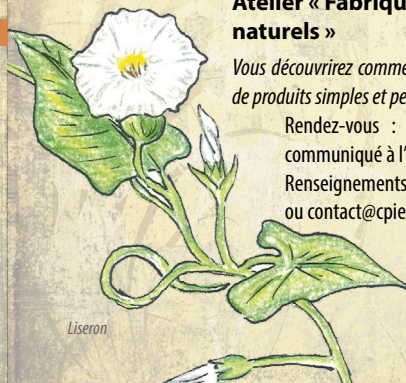 Atelier « Fabriqu
naturels »
Vous découvrirez comme
de produits simples et pe
Rendez-vous :
communiqué à l'
Renseignements
ou contact@cpie
Liseron